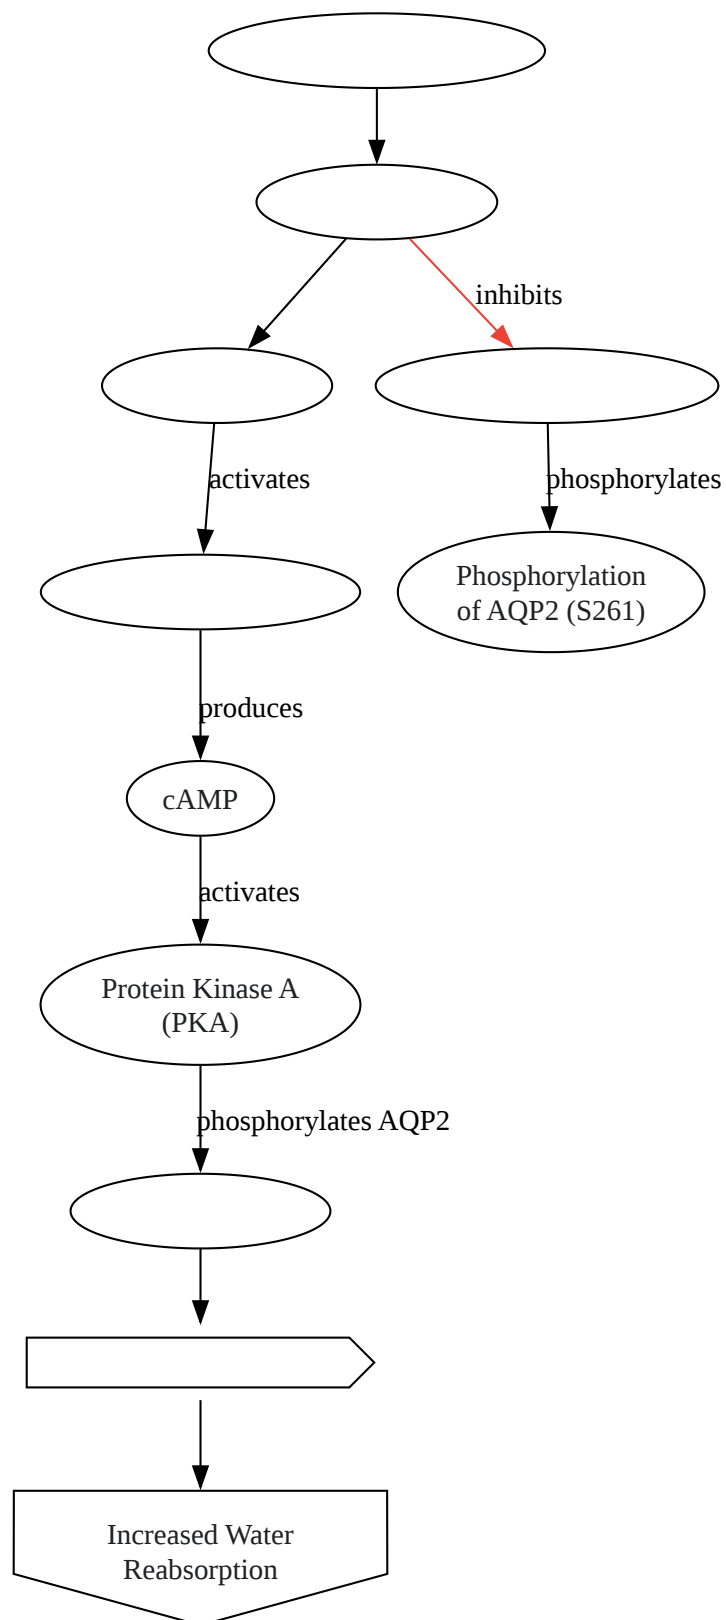 inhibits
activates
phosphorylates
Phosphorylation
of AQP2 (S261)
produces
cAMP
activates
Protein Kinase A
(PKA)
phosphorylates AQP2
Increased Water
Reabsorption